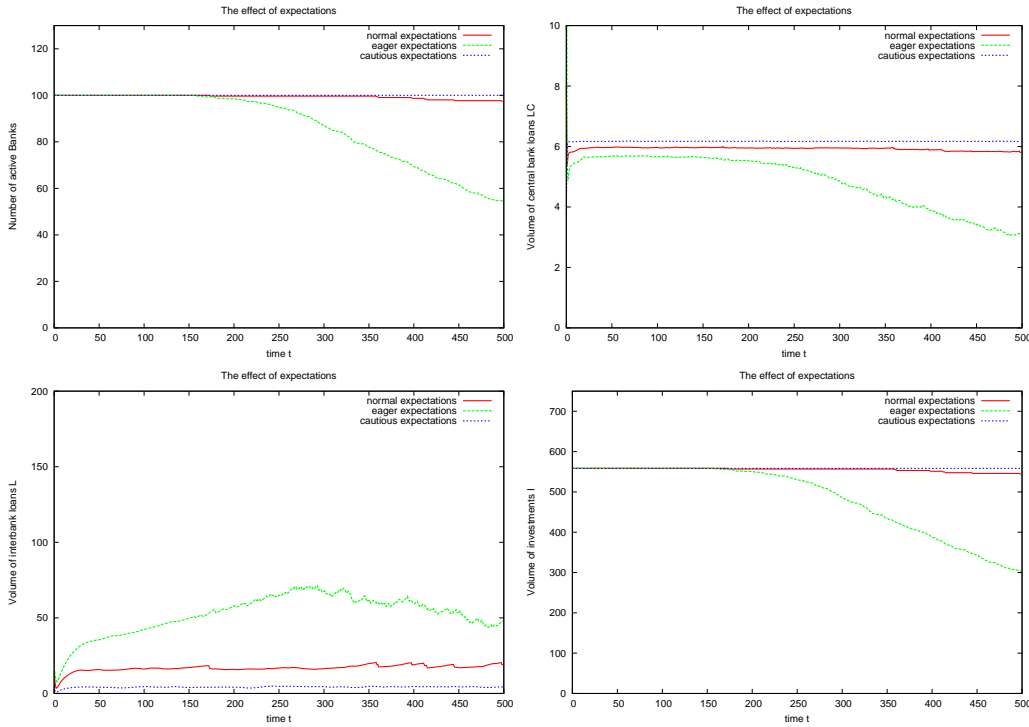 The effect of expectations
normal expectations
eager expectations
cautious expectations
Number of active Banks
120
100
80
60
40
20
0
0 50 100 150 200 250 300 350 400 450 500
time t
The effect of expectations
normal expectations
eager expectations
cautious expectations
Volume of central bank loans LC
10
8
6
4
2
0
0 50 100 150 200 250 300 350 400 450 500
time t
The effect of expectations
normal expectations
eager expectations
cautious expectations
Volume of interbank loans L
200
150
100
50
0
0 50 100 150 200 250 300 350 400 450 500
time t
The effect of expectations
normal expectations
eager expectations
cautious expectations
Volume of investments I
700
600
500
400
300
200
100
0
0 50 100 150 200 250 300 350 400 450 500
time t